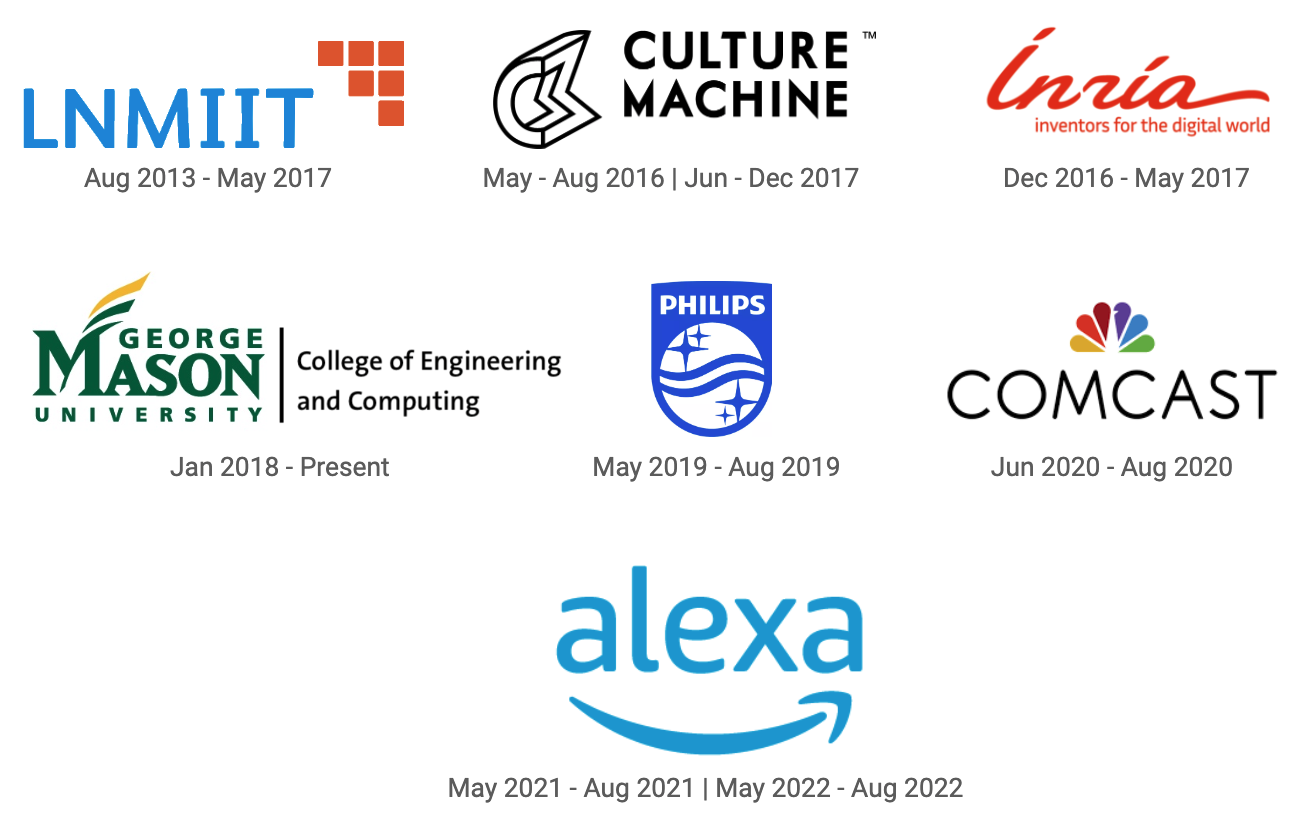 LNMIIT
Aug 2013 - May 2017
CULTURE ™
MACHINE
May - Aug 2016 | Jun - Dec 2017
Inria
inventors for the digital world
Dec 2016 - May 2017
GEORGE
MASON
UNIVERSITY
College of Engineering
and Computing
Jan 2018 - Present
PHILIPS
May 2019 - Aug 2019
COMCAST
Jun 2020 - Aug 2020
alexa
May 2021 - Aug 2021 | May 2022 - Aug 2022